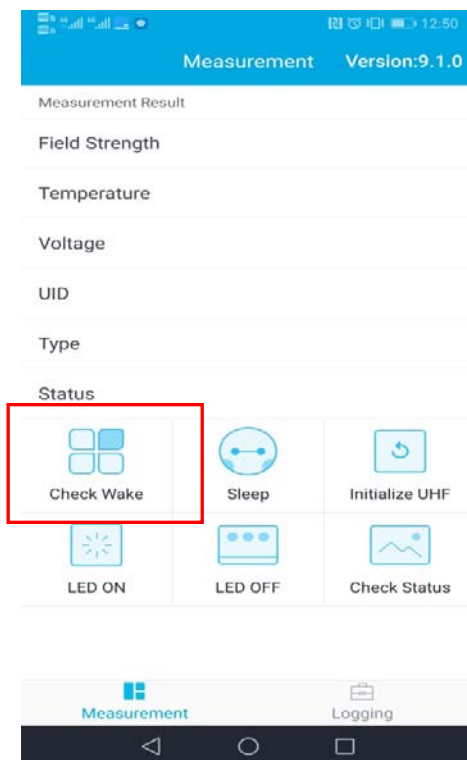 12:50
Measurement Version:9.1.0
Measurement Result
Field Strength
Temperature
Voltage
UID
Type
Status
Check Wake Sleep Initialize UHF
LED ON LED OFF Check Status
Measurement Logging